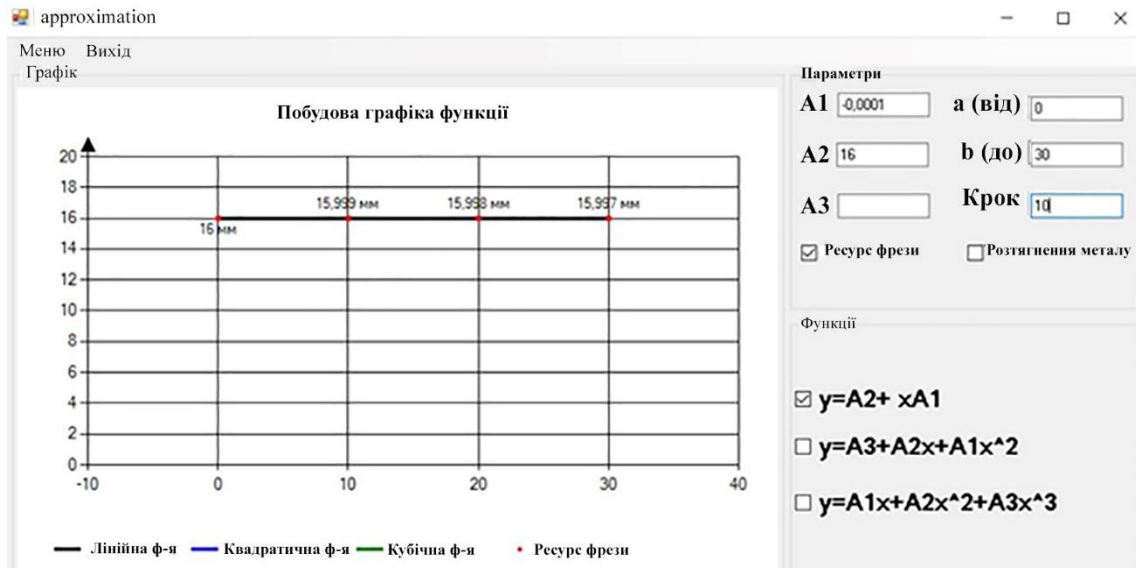 approximation
Меню Вихід
Графік
Побудова графіка функції
20
18
16
14
12
10
8
6
4
2
0
15,999 мм 15,998 мм 15,997 мм
16 мм
-10 0 10 20 30 40
Лінійна ф-я Квадратична ф-я Кубічна ф-я Ресурс фрези
Параметри
A1 -0,0001 a (від) 0
A2 16 b (до) 30
A3 Крок 10
Ресурс фрези Розтягнення металу
Функції
y=A2+ xA1
y=A3+A2x+A1x^2
y=A1x+A2x^2+A3x^3